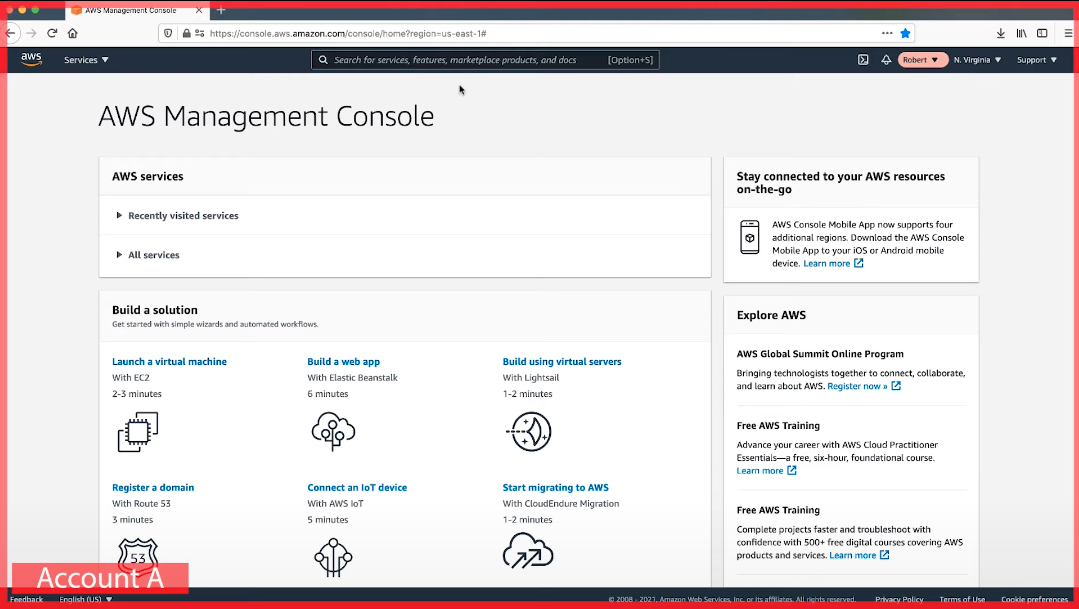 AWS Management Console
https://console.aws.amazon.com/console/home?region=us-east-1#
aws
Services
Search for services, features, marketplace products, and docs
[Option+S]
Robert
N. Virginia
Support
AWS Management Console
AWS services
Recently visited services
All services
Build a solution
Get started with simple wizards and automated workflows.
Launch a virtual machine
With EC2
2-3 minutes
Build a web app
With Elastic Beanstalk
6 minutes
Build using virtual servers
With Lightsail
1-2 minutes
Register a domain
With Route 53
3 minutes
53
Connect an IoT device
With AWS IoT
5 minutes
Start migrating to AWS
With CloudEndure Migration
1-2 minutes
Stay connected to your AWS resources
on-the-go
AWS Console Mobile App now supports four
additional regions. Download the AWS Console
Mobile App to your iOS or Android mobile
device. Learn more
Explore AWS
AWS Global Summit Online Program
Bringing technologists together to connect, collaborate,
and learn about AWS. Register now »
Free AWS Training
Advance your career with AWS Cloud Practitioner
Essentials—a free, six-hour, foundational course.
Learn more
Free AWS Training
Complete projects faster and troubleshoot with
confidence with 500+ free digital courses covering AWS
products and services. Learn more
Account A
Feedback
English (US)
© 2008 - 2021, Amazon Web Services, Inc. or its affiliates. All rights reserved.
Privacy Policy
Terms of Use
Cookie preferences